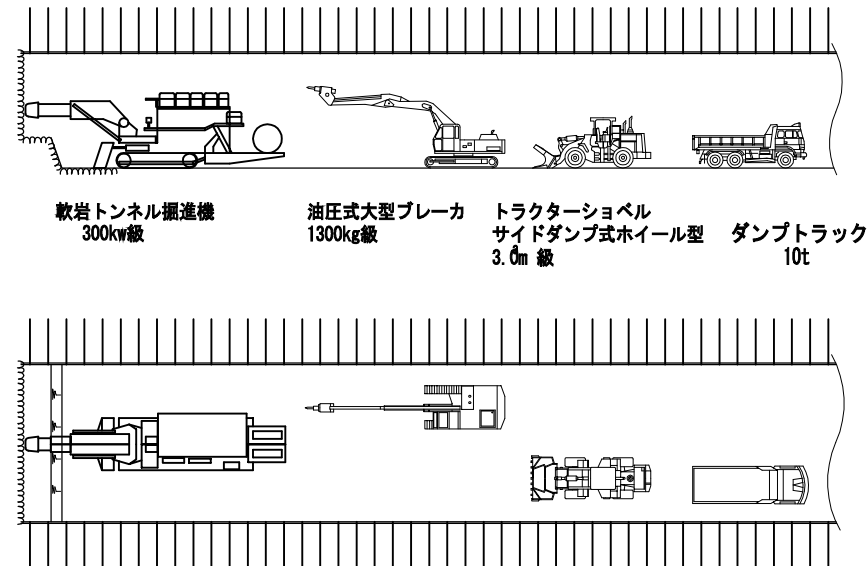 軟岩トンネル掘進機
300kw級
油圧式大型ブレーカ
1300kg級
トラクターショベル
サイドダンプ式ホイール型
3.0m3 級
ダンプトラック
10t